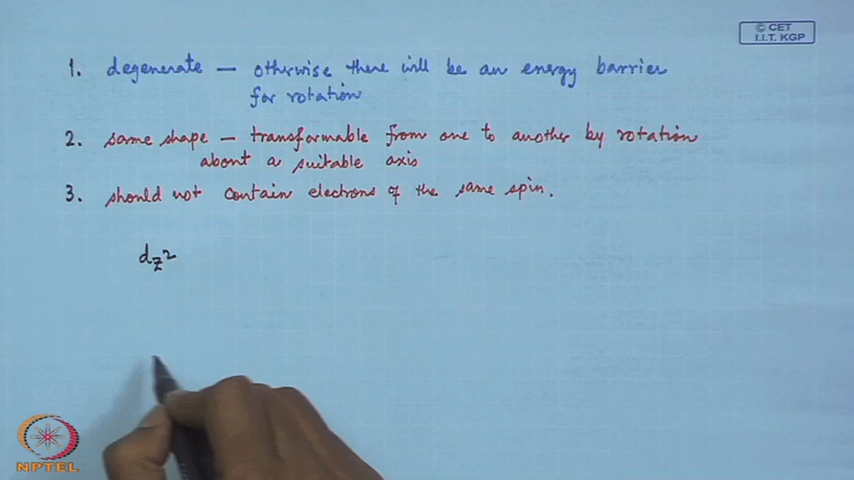 © CET
I.I.T. KGP
1. degenerate — otherwise there will be an energy barrier
for rotation
2. same shape — transformable from one to another by rotation
about a suitable axis
3. should not contain electrons of the same spin.
dz²
NPTEL